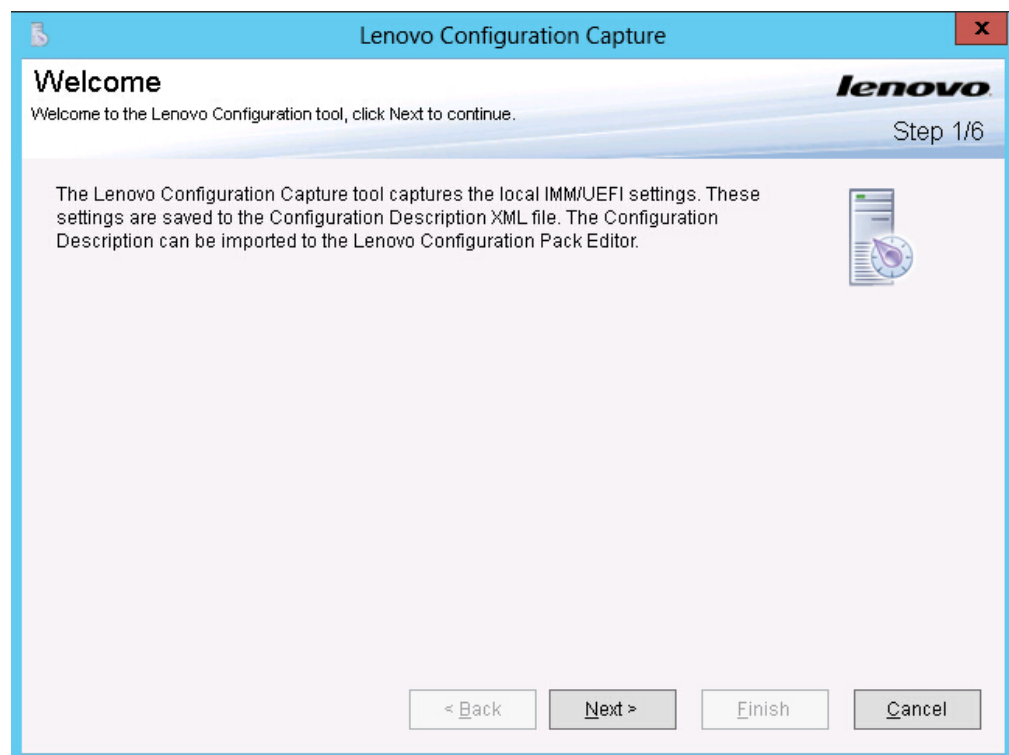 Lenovo Configuration Capture
x
Welcome
Welcome to the Lenovo Configuration tool, click Next to continue.
lenovo
Step 1/6
The Lenovo Configuration Capture tool captures the local IMM/UEFI settings. These
settings are saved to the Configuration Description XML file. The Configuration
Description can be imported to the Lenovo Configuration Pack Editor.
< Back
Next >
Finish
Cancel